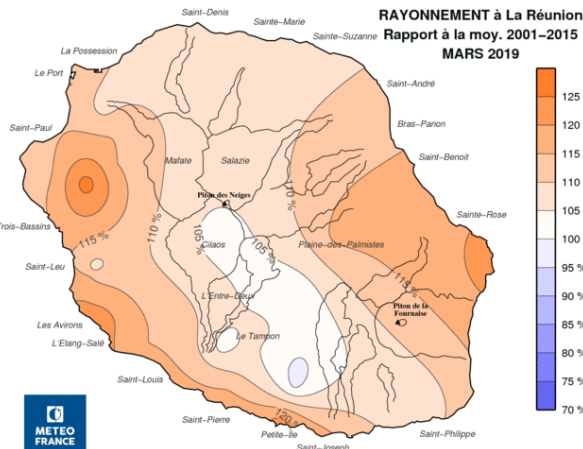 RAYONNEMENT à La Réunion
Rapport à la moy. 2001–2015
MARS 2019
Saint–Denis
Sainte–Marie
Sainte–Suzanne
La Possession
Le Port
Saint–André
Bras–Panon
Saint–Paul
Saint–Benoit
Mafate
Salazie
Piton des Neiges
110 %
Sainte–Rose
Trois–Bassins
115 %
110 %
105 %
Cilaos
105 %
Plaine–des–Palmistes
Saint–Leu
115 %
L'Entre–Deux
Piton de la
Fournaise
Les Avirons
L'Etang–Salé
Le Tampon
Saint–Louis
Saint–Pierre
120 %
Petite–Île
Saint–Joseph
Saint–Philippe
125
120
115
110
105
100
95 %
90 %
85 %
80 %
75 %
70 %
METEO
FRANCE